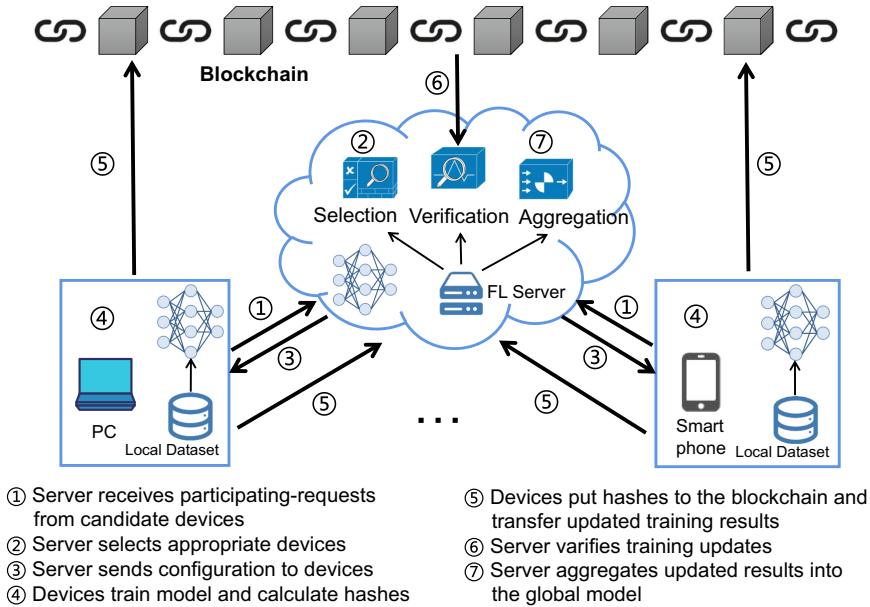 Blockchain
⑥
⑤
②
⑦
⑤
Selection
Verification
Aggregation
FL Server
④
①
③
PC
Local Dataset
⑤
...
①
③
④
⑤
Smart
phone
Local Dataset
① Server receives participating-requests
from candidate devices
② Server selects appropriate devices
③ Server sends configuration to devices
④ Devices train model and calculate hashes
⑤ Devices put hashes to the blockchain and
transfer updated training results
⑥ Server varifies training updates
⑦ Server aggregates updated results into
the global model